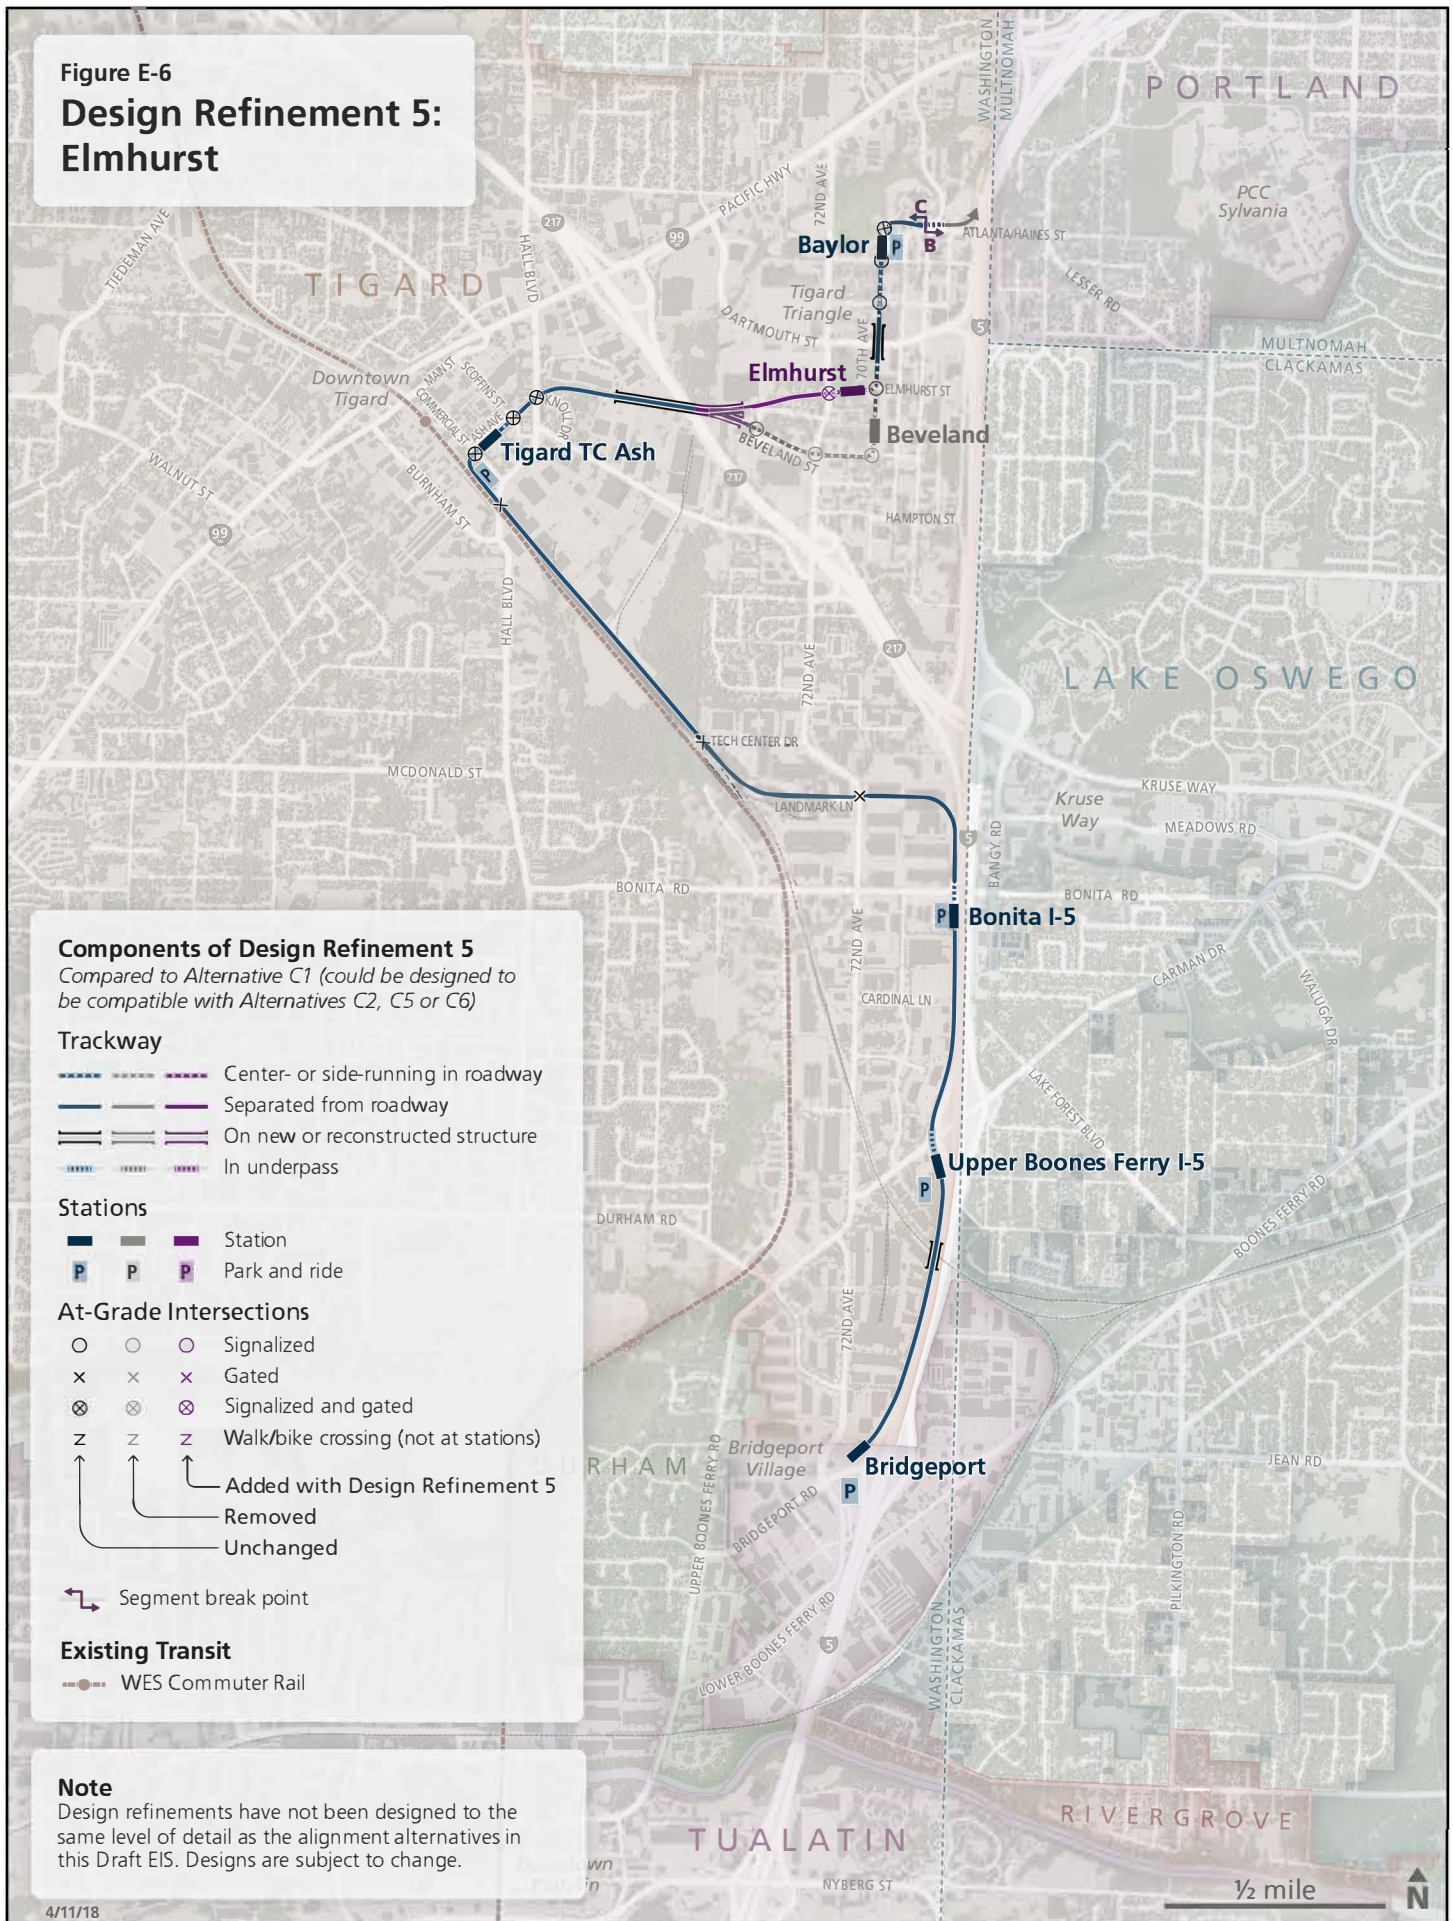 Figure E-6
Design Refinement 5:
Elmhurst
WASHINGTON
MULTNOMAH
PORTLAND
PCC
Sylvania
PACIFIC HWY
72ND AVE
217
99
W
HALL BLVD
TIEDEMAN AVE
TIGARD
C
B
ATLANTA/HAINES ST
Baylor
P
LESSER RD
Tigard
Triangle
DARTMOUTH ST
70TH AVE
5
MULTNOMAH
CLACKAMAS
Downtown
Tigard
MAIN ST
SCOFFINS ST
COMMERCIAL ST
ASH AVE
KNOLL DR
Elmhurst
ELMHURST ST
Beveland
BEVELAND ST
Tigard TC Ash
P
WALNUT ST
BURNHAM ST
217
99
W
HAMPTON ST
HALL BLVD
72ND AVE
217
LAKE OSWEGO
TECH CENTER DR
MCDONALD ST
LANDMARK LN
KRUSE WAY
Kruse
Way
MEADOWS RD
5
BANGY RD
BONITA RD
BONITA RD
P
Bonita I-5
72ND AVE
CARMAN DR
WALUGA DR
CARDINAL LN
LAKE FOREST BLVD
Upper Boones Ferry I-5
P
DURHAM RD
BOONES FERRY RD
72ND AVE
Bridgeport
Village
URHAM
UPPER BOONES FERRY RD
Bridgeport
P
BRIDGEPORT RD
JEAN RD
PILKINGTON RD
LOWER BOONES FERRY RD
5
WASHINGTON
CLACKAMAS
RIVERGROVE
TUALATIN
NYBERG ST
½ mile
N
Components of Design Refinement 5
Compared to Alternative C1 (could be designed to
be compatible with Alternatives C2, C5 or C6)
Trackway
Center- or side-running in roadway
Separated from roadway
On new or reconstructed structure
In underpass
Stations
Station
P P P Park and ride
At-Grade Intersections
Signalized
Gated
Signalized and gated
Walk/bike crossing (not at stations)
Added with Design Refinement 5
Removed
Unchanged
Segment break point
Existing Transit
WES Commuter Rail
Note
Design refinements have not been designed to the
same level of detail as the alignment alternatives in
this Draft EIS. Designs are subject to change.
4/11/18